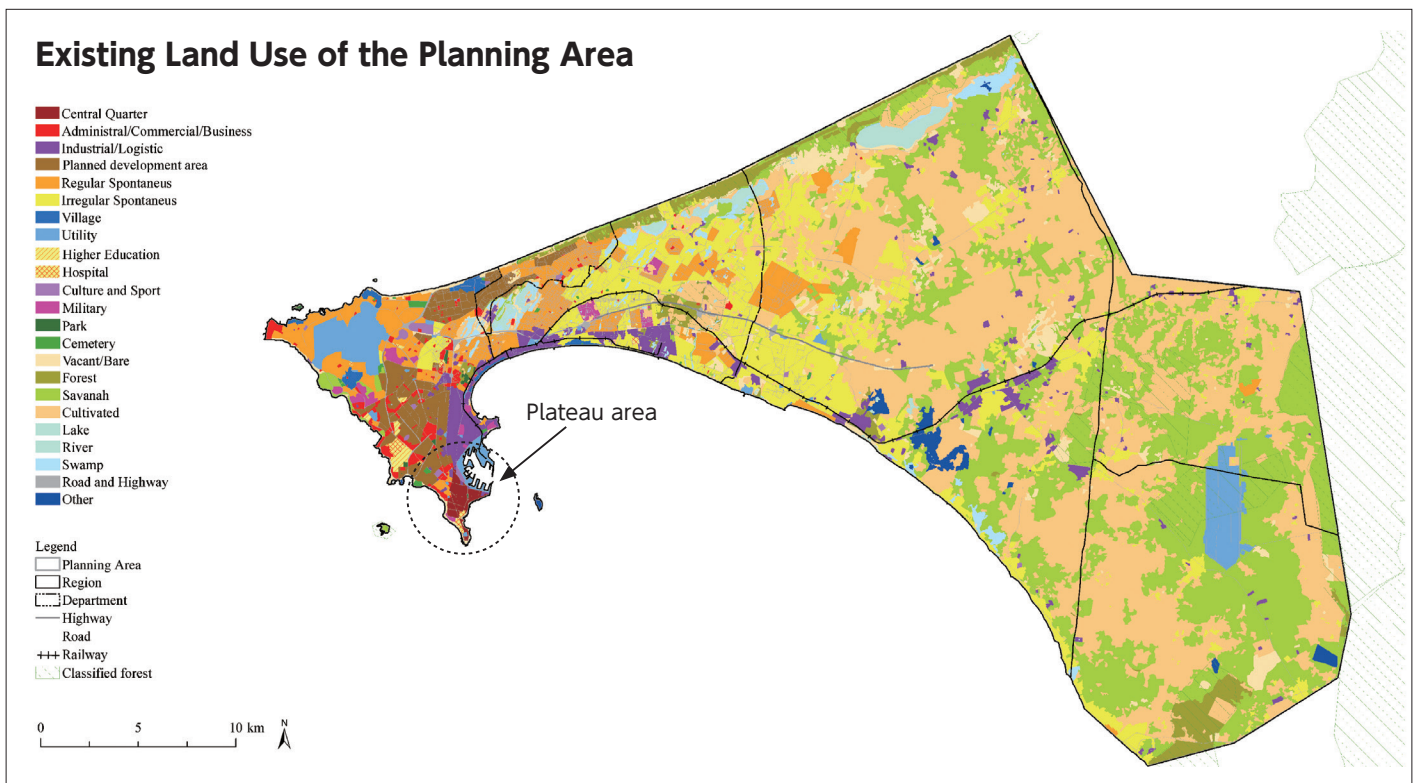 Existing Land Use of the Planning Area
Central Quarter
Administral/Commercial/Business
Industrial/Logistic
Planned development area
Regular Spontaneus
Irregular Spontaneus
Village
Utility
Higher Education
Hospital
Culture and Sport
Military
Park
Cemetery
Vacant/Bare
Forest
Savanah
Cultivated
Lake
River
Swamp
Road and Highway
Other
Legend
Planning Area
Region
Department
Highway
Road
Railway
Classified forest
0 5 10 km
N
Plateau area